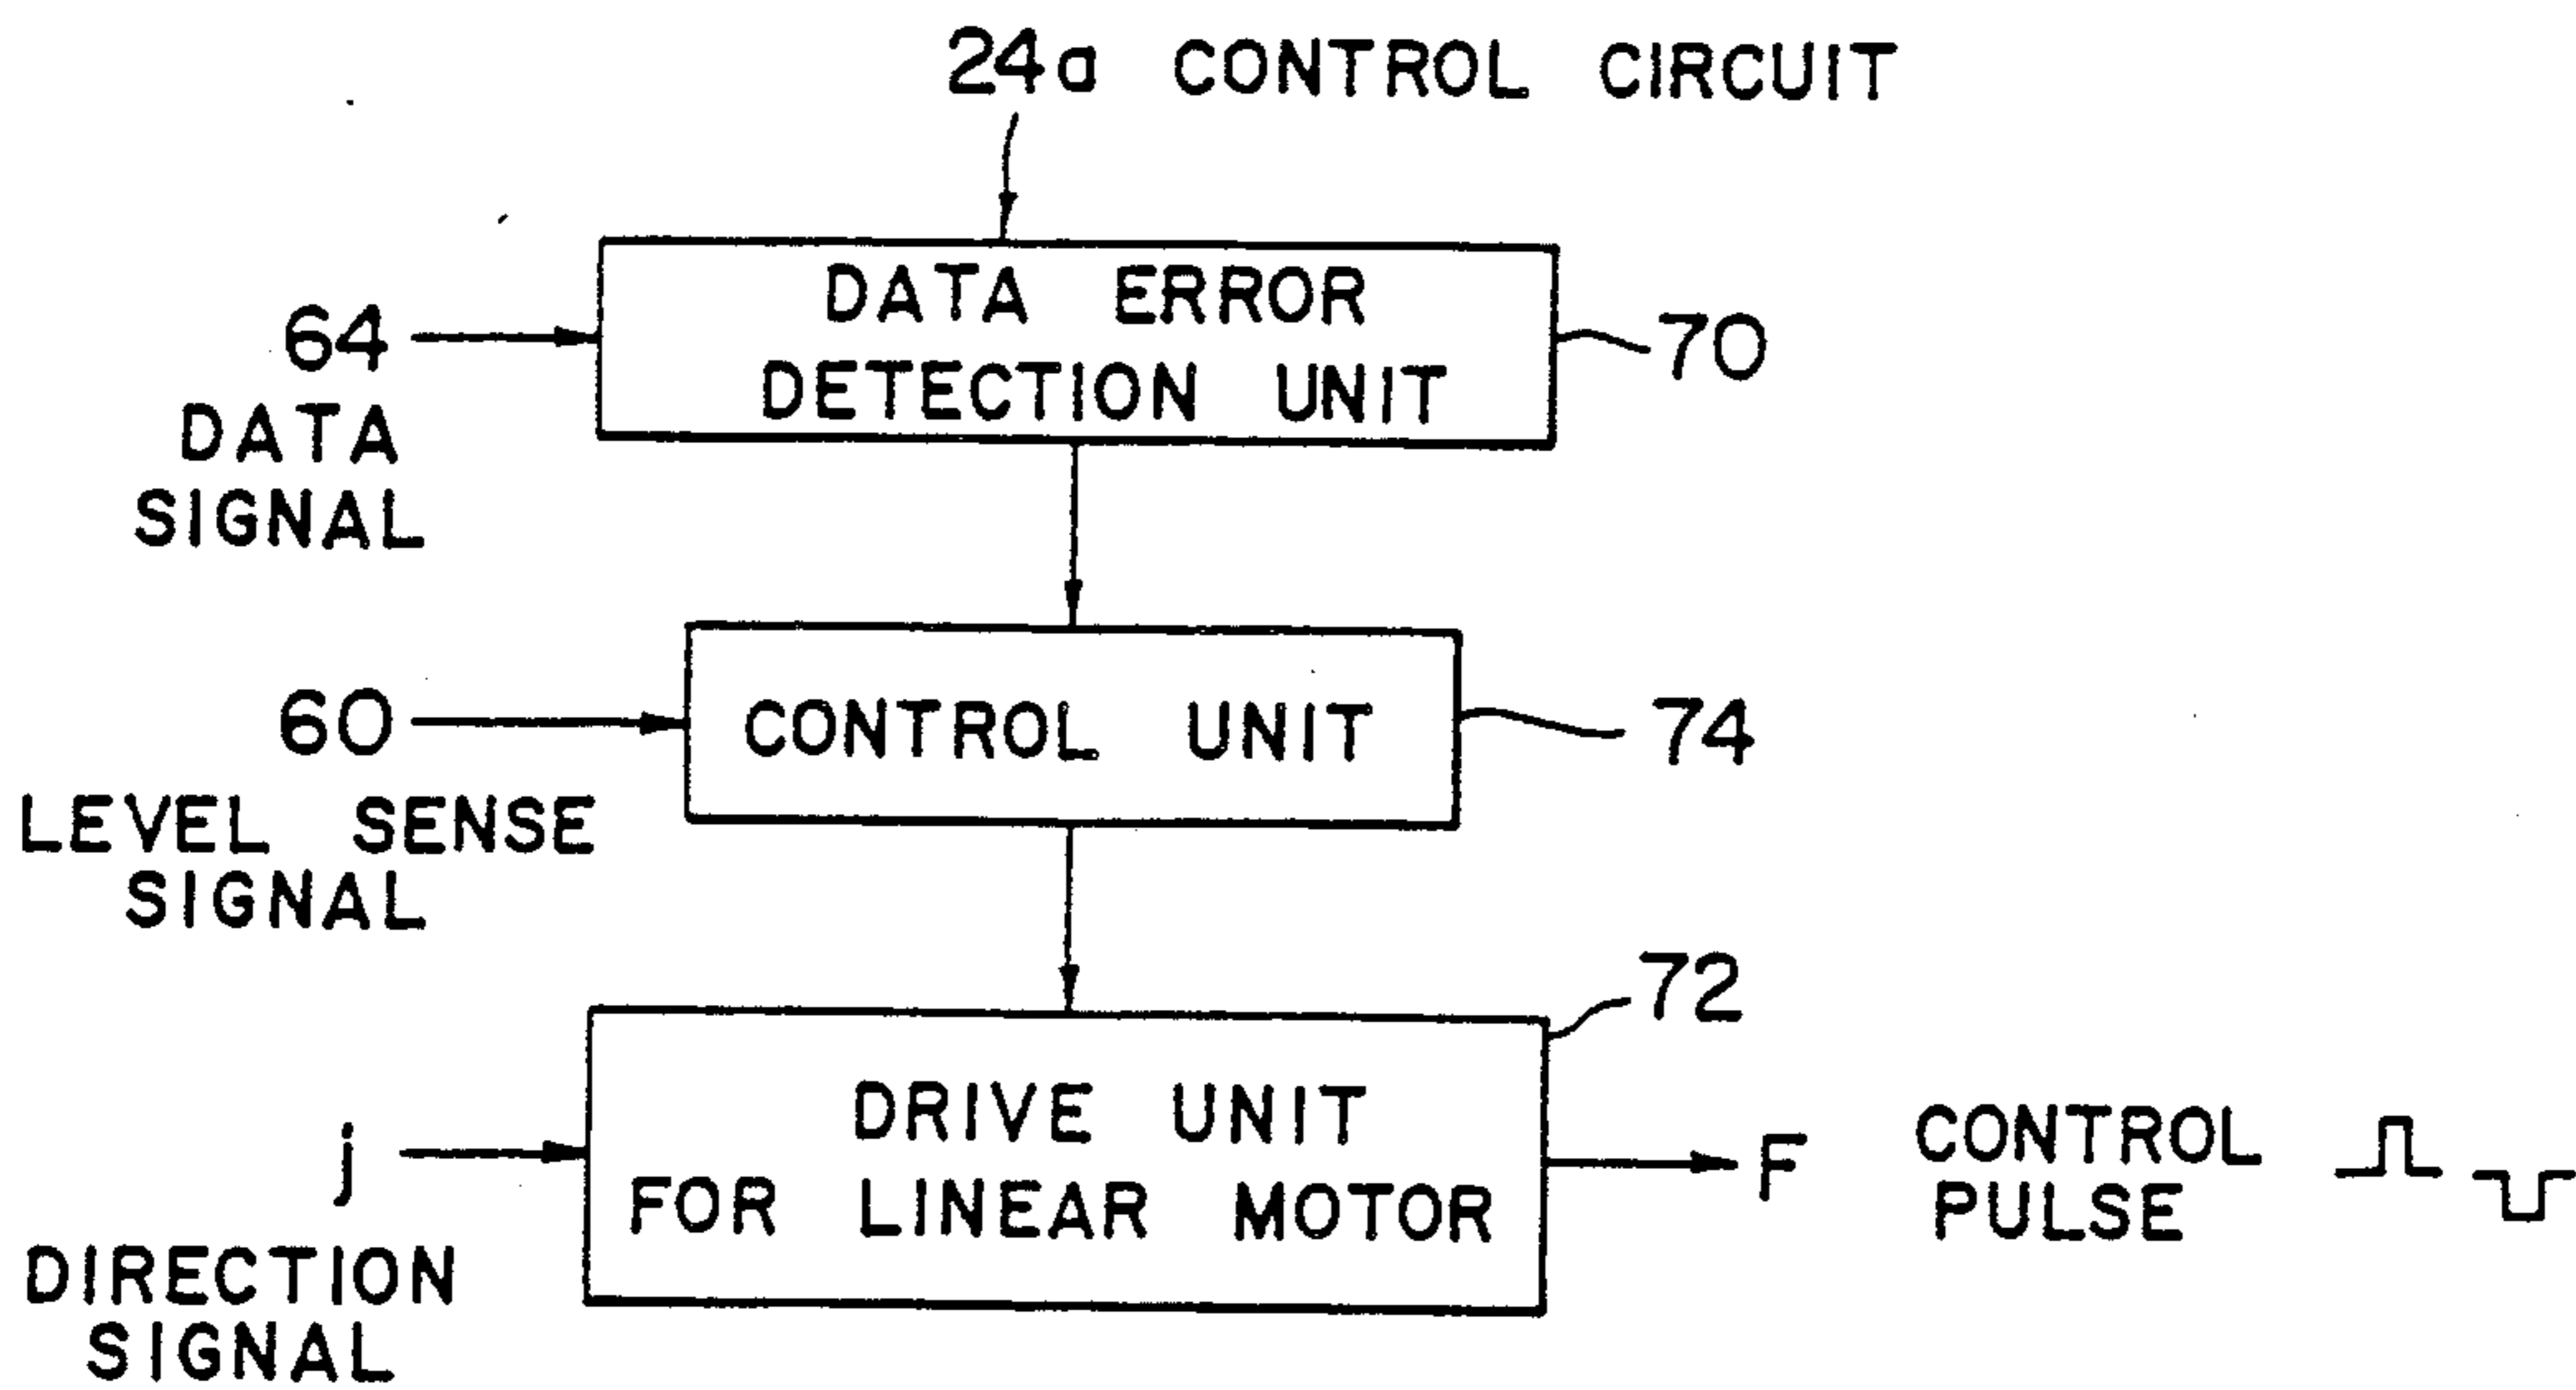 24a CONTROL CIRCUIT
DATA ERROR
DETECTION UNIT
70
64
DATA
SIGNAL
CONTROL UNIT
74
60
LEVEL SENSE
SIGNAL
72
DRIVE UNIT
FOR LINEAR MOTOR
j
DIRECTION
SIGNAL
F CONTROL
PULSE